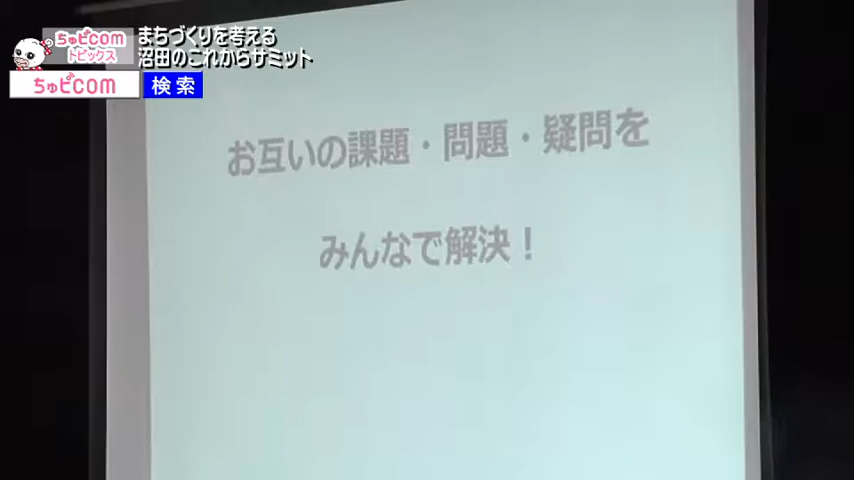 ちゅピCOM
トピックス
まちづくりを考える
沼田のこれからサミット
ちゅピCOM 検索
お互いの課題・問題・疑問を
みんなで解決！